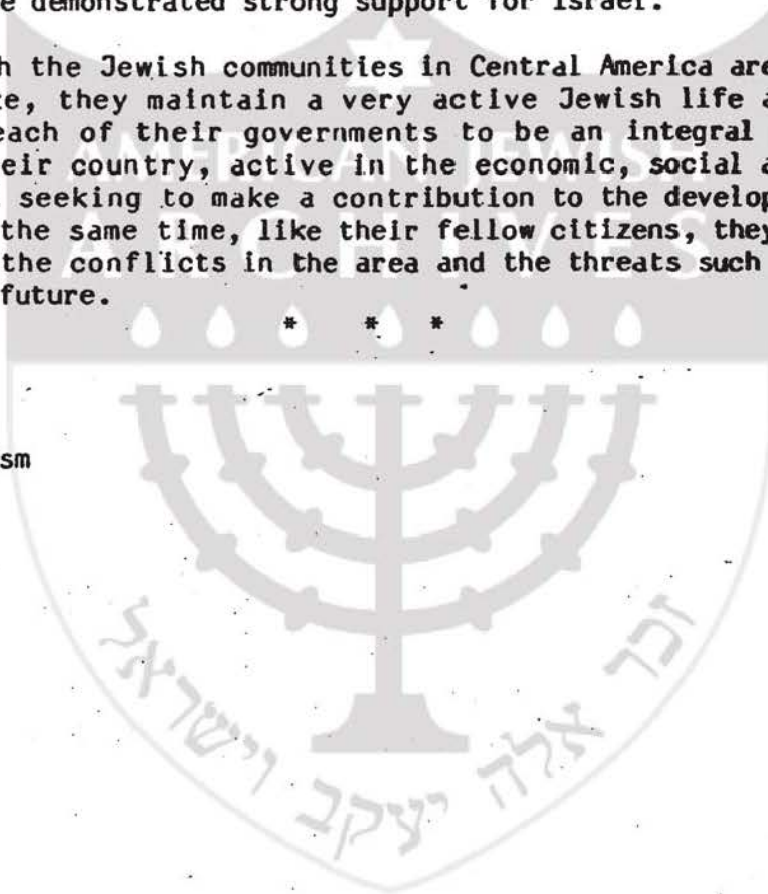 e demonstrated strong support for Israel.
h the Jewish communities in Central America are
te, they maintain a very active Jewish life a
each of their governments to be an integral
eir country, active in the economic, social a
seeking to make a contribution to the develop
the same time, like their fellow citizens, they
the conflicts in the area and the threats such
future.
* * *
sm
AMERICAN JEWISH
ARCHIVES
זכר אלה יעקב וישראל